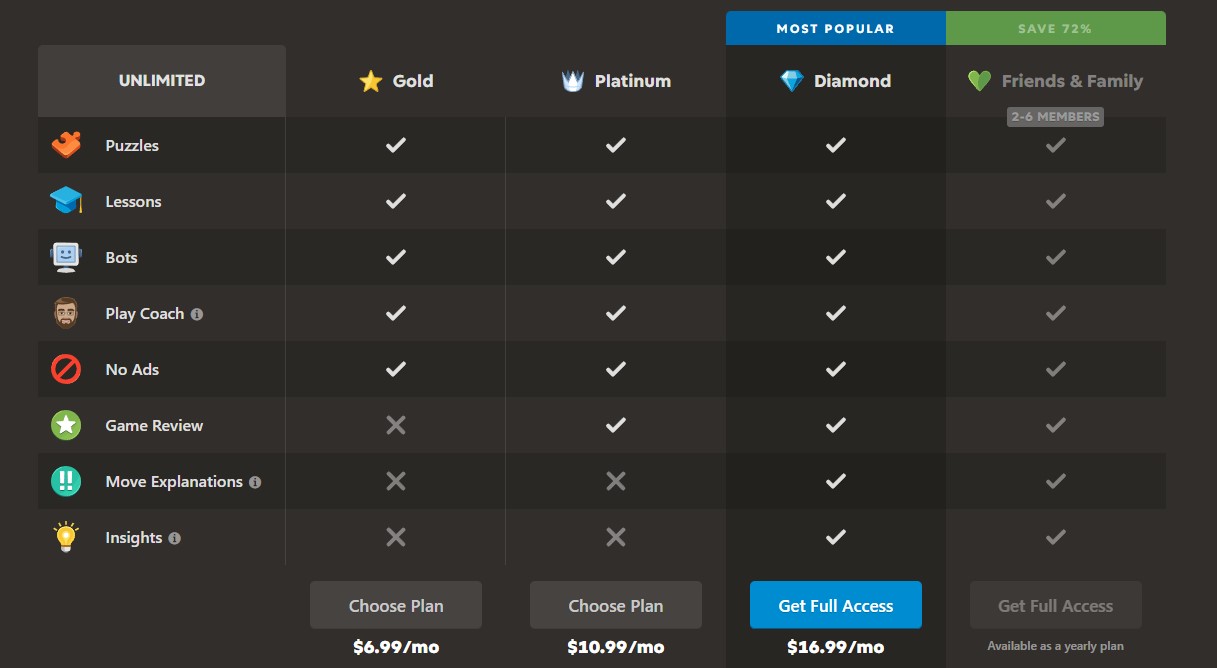 MOST POPULAR
SAVE 72%
UNLIMITED
Gold
Platinum
Diamond
Friends & Family
2-6 MEMBERS
Puzzles
Lessons
Bots
Play Coach
No Ads
Game Review
Move Explanations
Insights
Choose Plan
Choose Plan
Get Full Access
Get Full Access
$6.99/mo
$10.99/mo
$16.99/mo
Available as a yearly plan